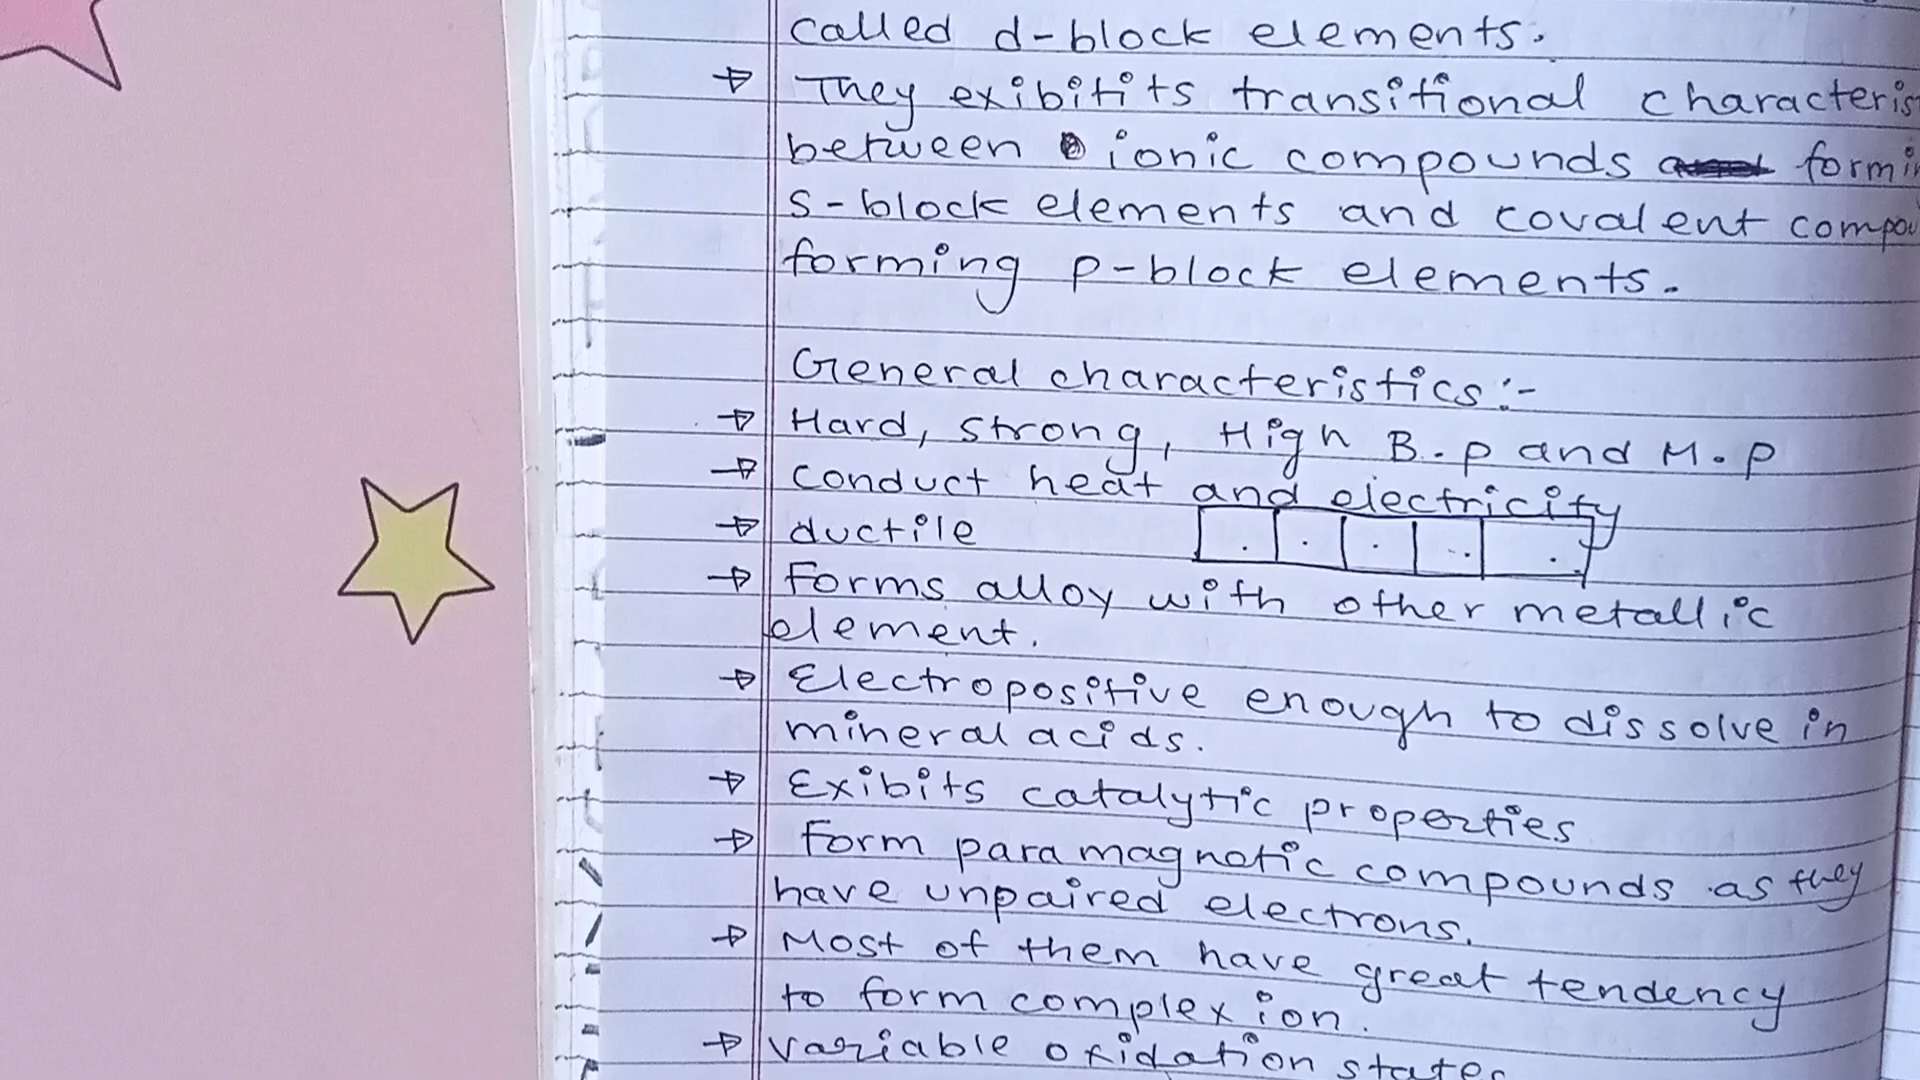 called d-block elements.
They exibitits transitional
between ionic compounds
s-block elements and covalent
forming p-block elements.
General characteristics:-
Hard, strong, High B.p and M.p
conduct heat and electricity
ductile
Forms alloy with other metallic
element.
Electropositive enough to dissolve in
mineral acids.
Exibits catalytic properties
Form paramagnetic compounds as they
have unpaired electrons.
Most of them have great tendency
to form complex ion.
variable oxidation states